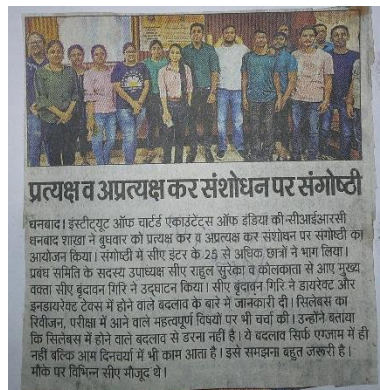 प्रत्यक्ष व अप्रत्यक्ष कर संशोधन पर संगोष्ठी
धनबाद। इंस्टीट्यूट ऑफ चार्टर्ड एकाउंटेंट्स ऑफ इंडिया की सीआईआरसी
धनबाद शाखा ने बुधवार को प्रत्यक्ष कर व अप्रत्यक्ष कर संशोधन पर संगोष्ठी का
आयोजन किया। संगोष्ठी में सीए इंटर के 25 से अधिक छात्रों ने भाग लिया।
प्रबंध समिति के सदस्य उपाध्यक्ष सीए राहुल सुरेका व कोलकाता से आए मुख्य
वक्ता सीए बृंदावन गिरि ने उद्गाटन किया। सीए बृंदावन गिरि ने डायरेक्ट और
इनडायरेक्ट टेक्स में होने वाले बदलाव के बारे में जानकारी दी। सिलेबस का
रिवीजन, परीक्षा में आने वाले महत्वपूर्ण विषयों पर भी चर्चा की। उन्होंने बताया
कि सिलेबस में होने वाले बदलाव से डरना नहीं है। ये बदलाव सिर्फ एग्जाम में ही
नहीं बल्कि आम दिनचर्या में भी काम आता है। इसे समझना बहुत जरूरी है।
मौके पर विभिन्न सीए मौजूद थे।